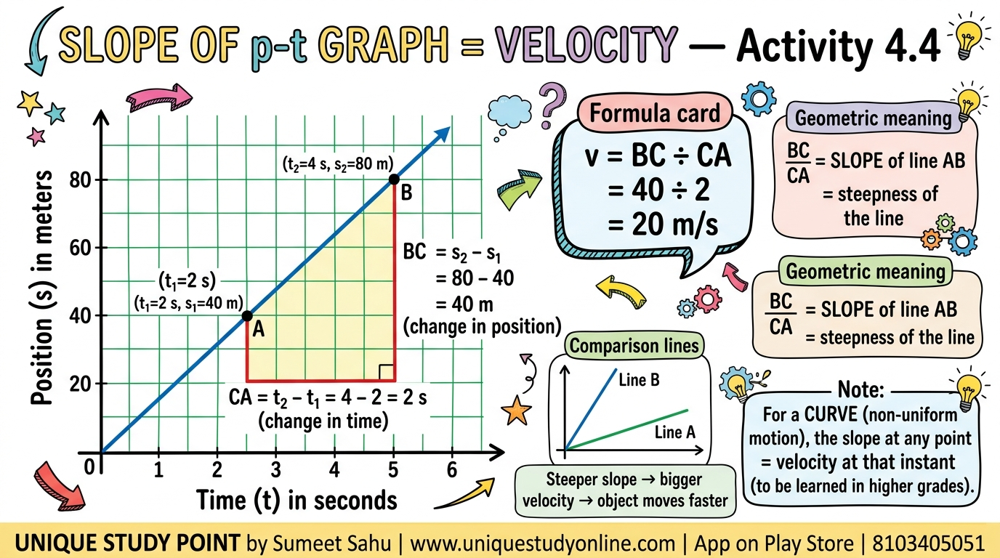 SLOPE OF p-t GRAPH = VELOCITY — Activity 4.4
Position (s) in meters
80
60
40
20
0
1
2
3
4
5
6
Time (t) in seconds
(t₂=4 s, s₂=80 m)
B
(t₁=2 s)
(t₁=2 s, s₁=40 m)
A
BC = s₂ – s₁
= 80 – 40
= 40 m
(change in position)
CA = t₂ – t₁ = 4 – 2 = 2 s
(change in time)
?
Formula card
v = BC ÷ CA
= 40 ÷ 2
= 20 m/s
Geometric meaning
BC
CA
= SLOPE of line AB
= steepness of
the line
Geometric meaning
BC
CA
= SLOPE of line AB
= steepness of the line
Comparison lines
Line B
Line A
Steeper slope → bigger
velocity → object moves faster
Note:
For a CURVE (non-uniform
motion), the slope at any point
= velocity at that instant
(to be learned in higher grades).
UNIQUE STUDY POINT by Sumeet Sahu | www.uniquestudyonline.com | App on Play Store | 8103405051